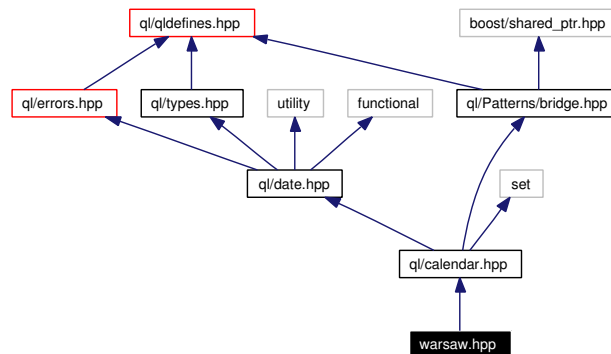 ql/qldefines.hpp
boost/shared_ptr.hpp
ql/errors.hpp
ql/types.hpp
utility
functional
ql/Patterns/bridge.hpp
ql/date.hpp
set
ql/calendar.hpp
warsaw.hpp